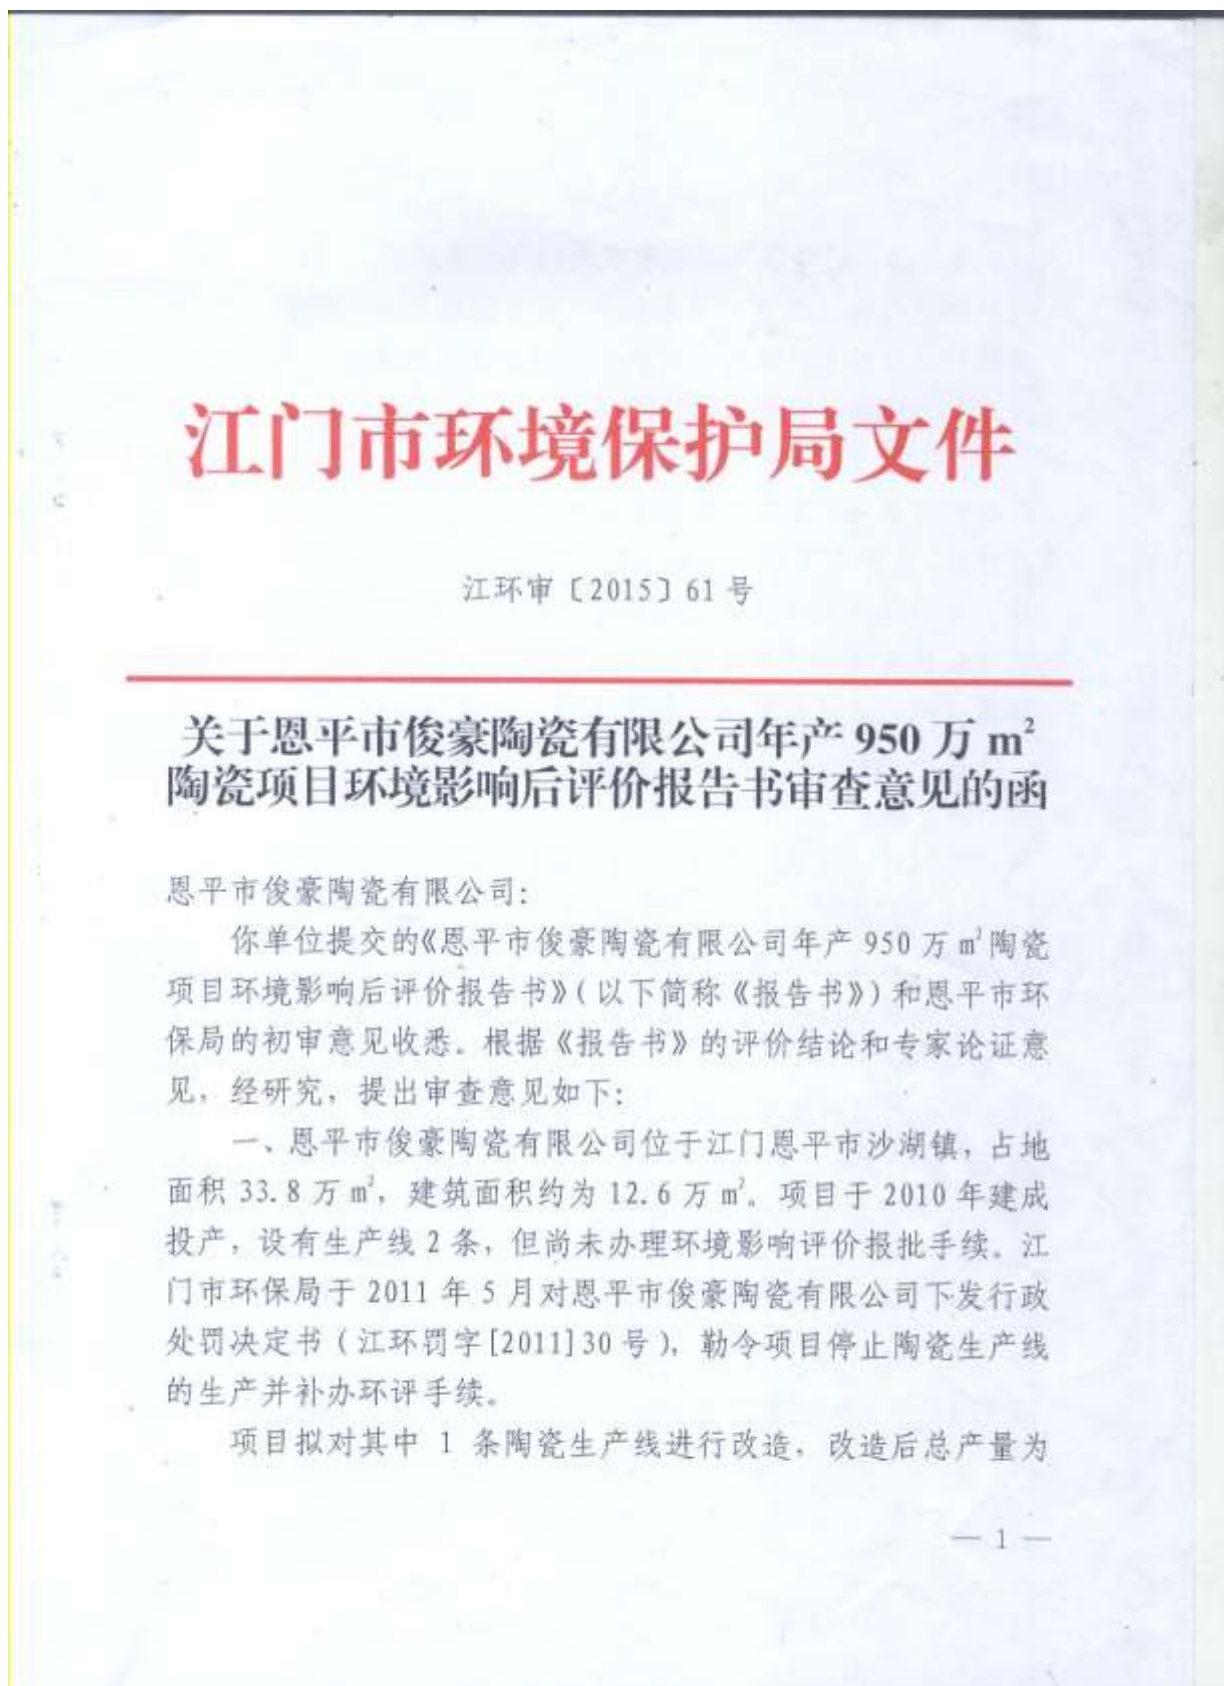 江门市环境保护局文件
江环审〔2015〕61号
关于恩平市俊豪陶瓷有限公司年产950万m²
陶瓷项目环境影响后评价报告书审查意见的函
恩平市俊豪陶瓷有限公司:
你单位提交的《恩平市俊豪陶瓷有限公司年产950万㎡陶瓷
项目环境影响后评价报告书》(以下简称《报告书》)和恩平市环
保局的初审意见收悉。根据《报告书》的评价结论和专家论证意
见，经研究，提出审查意见如下:
一、恩平市俊豪陶瓷有限公司位于江门恩平市沙湖镇，占地
面积33.8万㎡，建筑面积约为12.6万㎡。项目于2010年建成
投产，设有生产线2条，但尚未办理环境影响评价报批手续。江
门市环保局于2011年5月对恩平市俊豪陶瓷有限公司下发行政
处罚决定书(江环罚字[2011]30号)，勒令项目停止陶瓷生产线
的生产并补办环评手续。
项目拟对其中1条陶瓷生产线进行改造，改造后总产量为
— 1 —